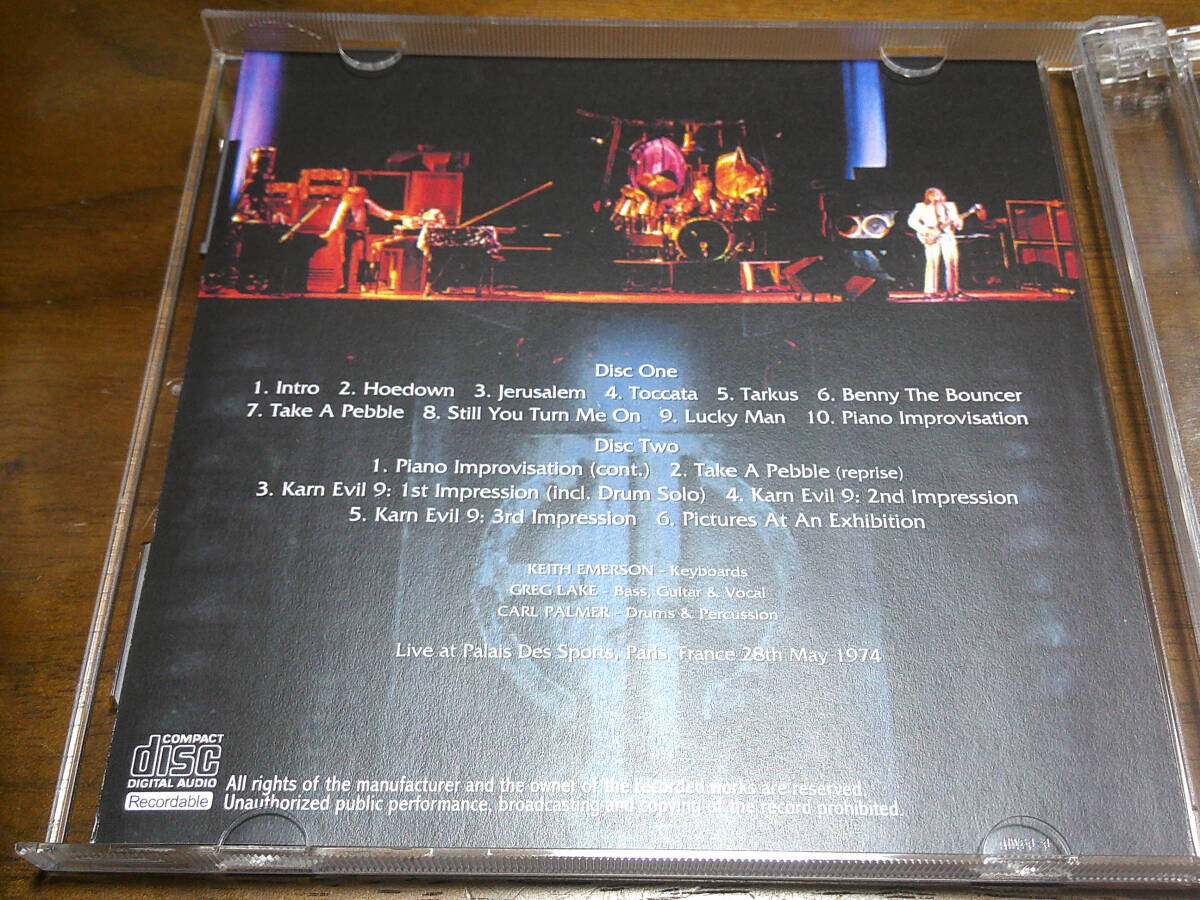 Disc One
1. Intro 2. Hoedown 3. Jerusalem 4. Toccata 5. Tarkus 6. Benny The Bouncer
7. Take A Pebble 8. Still You Turn Me On 9. Lucky Man 10. Piano Improvisation
Disc Two
1. Piano Improvisation (cont.) 2. Take A Pebble (reprise)
3. Karn Evil 9: 1st Impression (incl. Drum Solo) 4. Karn Evil 9: 2nd Impression
5. Karn Evil 9: 3rd Impression 6. Pictures At An Exhibition
KEITH EMERSON - Keyboards
GREG LAKE - Bass, Guitar & Vocal
CARL PALMER - Drums & Percussion
Live at Palais Des Sports, Paris, France 28th May 1974
COMPACT
disc
DIGITAL AUDIO
Recordable
All rights of the manufacturer and the owner of the recorded works are reserved.
Unauthorized public performance, broadcasting and copying of the record prohibited.